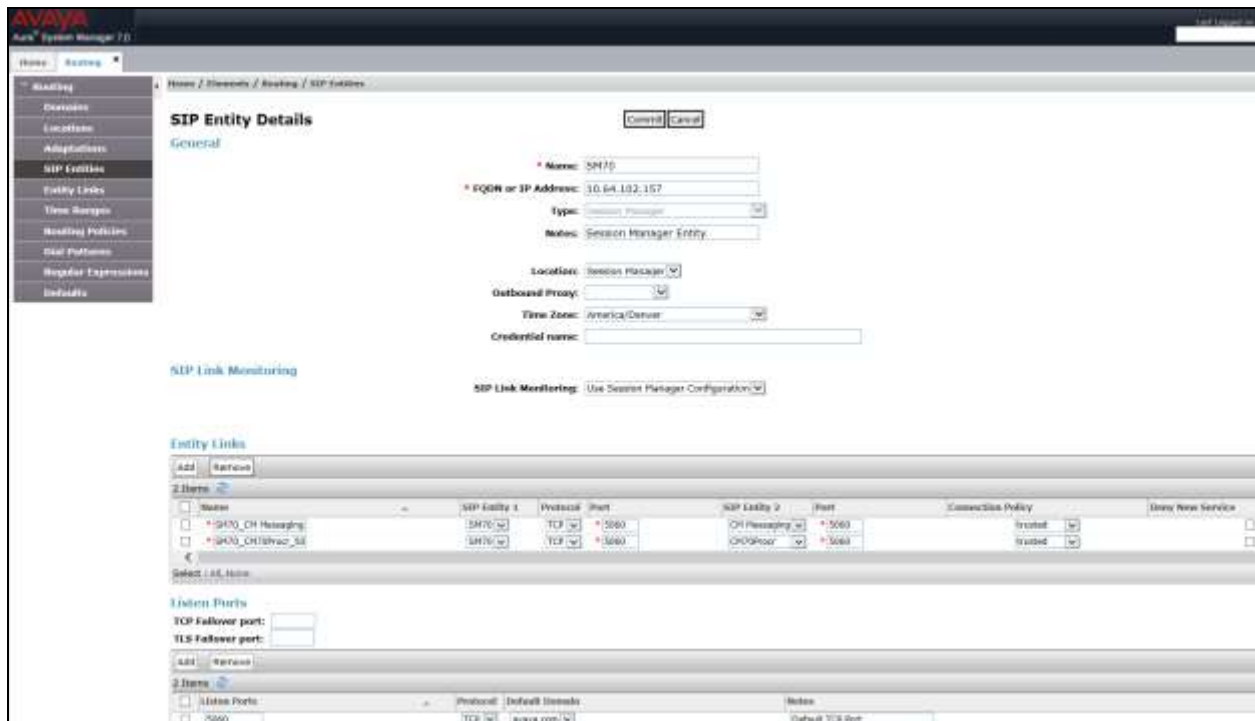 AVAYA
Aura® System Manager 7.0
Last Logged on
Home
Routing
Routing
Domains
Locations
Adaptations
SIP Entities
Entity Links
Time Ranges
Routing Policies
Dial Patterns
Regular Expressions
Defaults
Home / Elements / Routing / SIP Entities
SIP Entity Details
Commit Cancel
General
* Name: SM70
* FQDN or IP Address: 10.64.102.157
Type: Session Manager
Notes: Session Manager Entity
Location: Session Manager
Outbound Proxy:
Time Zone: America/Denver
Credential name:
SIP Link Monitoring
SIP Link Monitoring: Use Session Manager Configuration
Entity Links
Add Remove
2 Items
Name SIP Entity 1 Protocol Port SIP Entity 2 Port Connection Policy Deny New Service
* SM70_CM Messaging SM70 TCP * 5060 CM Messaging * 5060 trusted
* SM70_CM70Procr_50 SM70 TCP * 5060 CM70Procr * 5060 trusted
Select : All, None
Listen Ports
TCP Failover port:
TLS Failover port:
Add Remove
2 Items
Listen Ports Protocol Default Domain Notes
5060 TCP avaya.com Default TCP Port